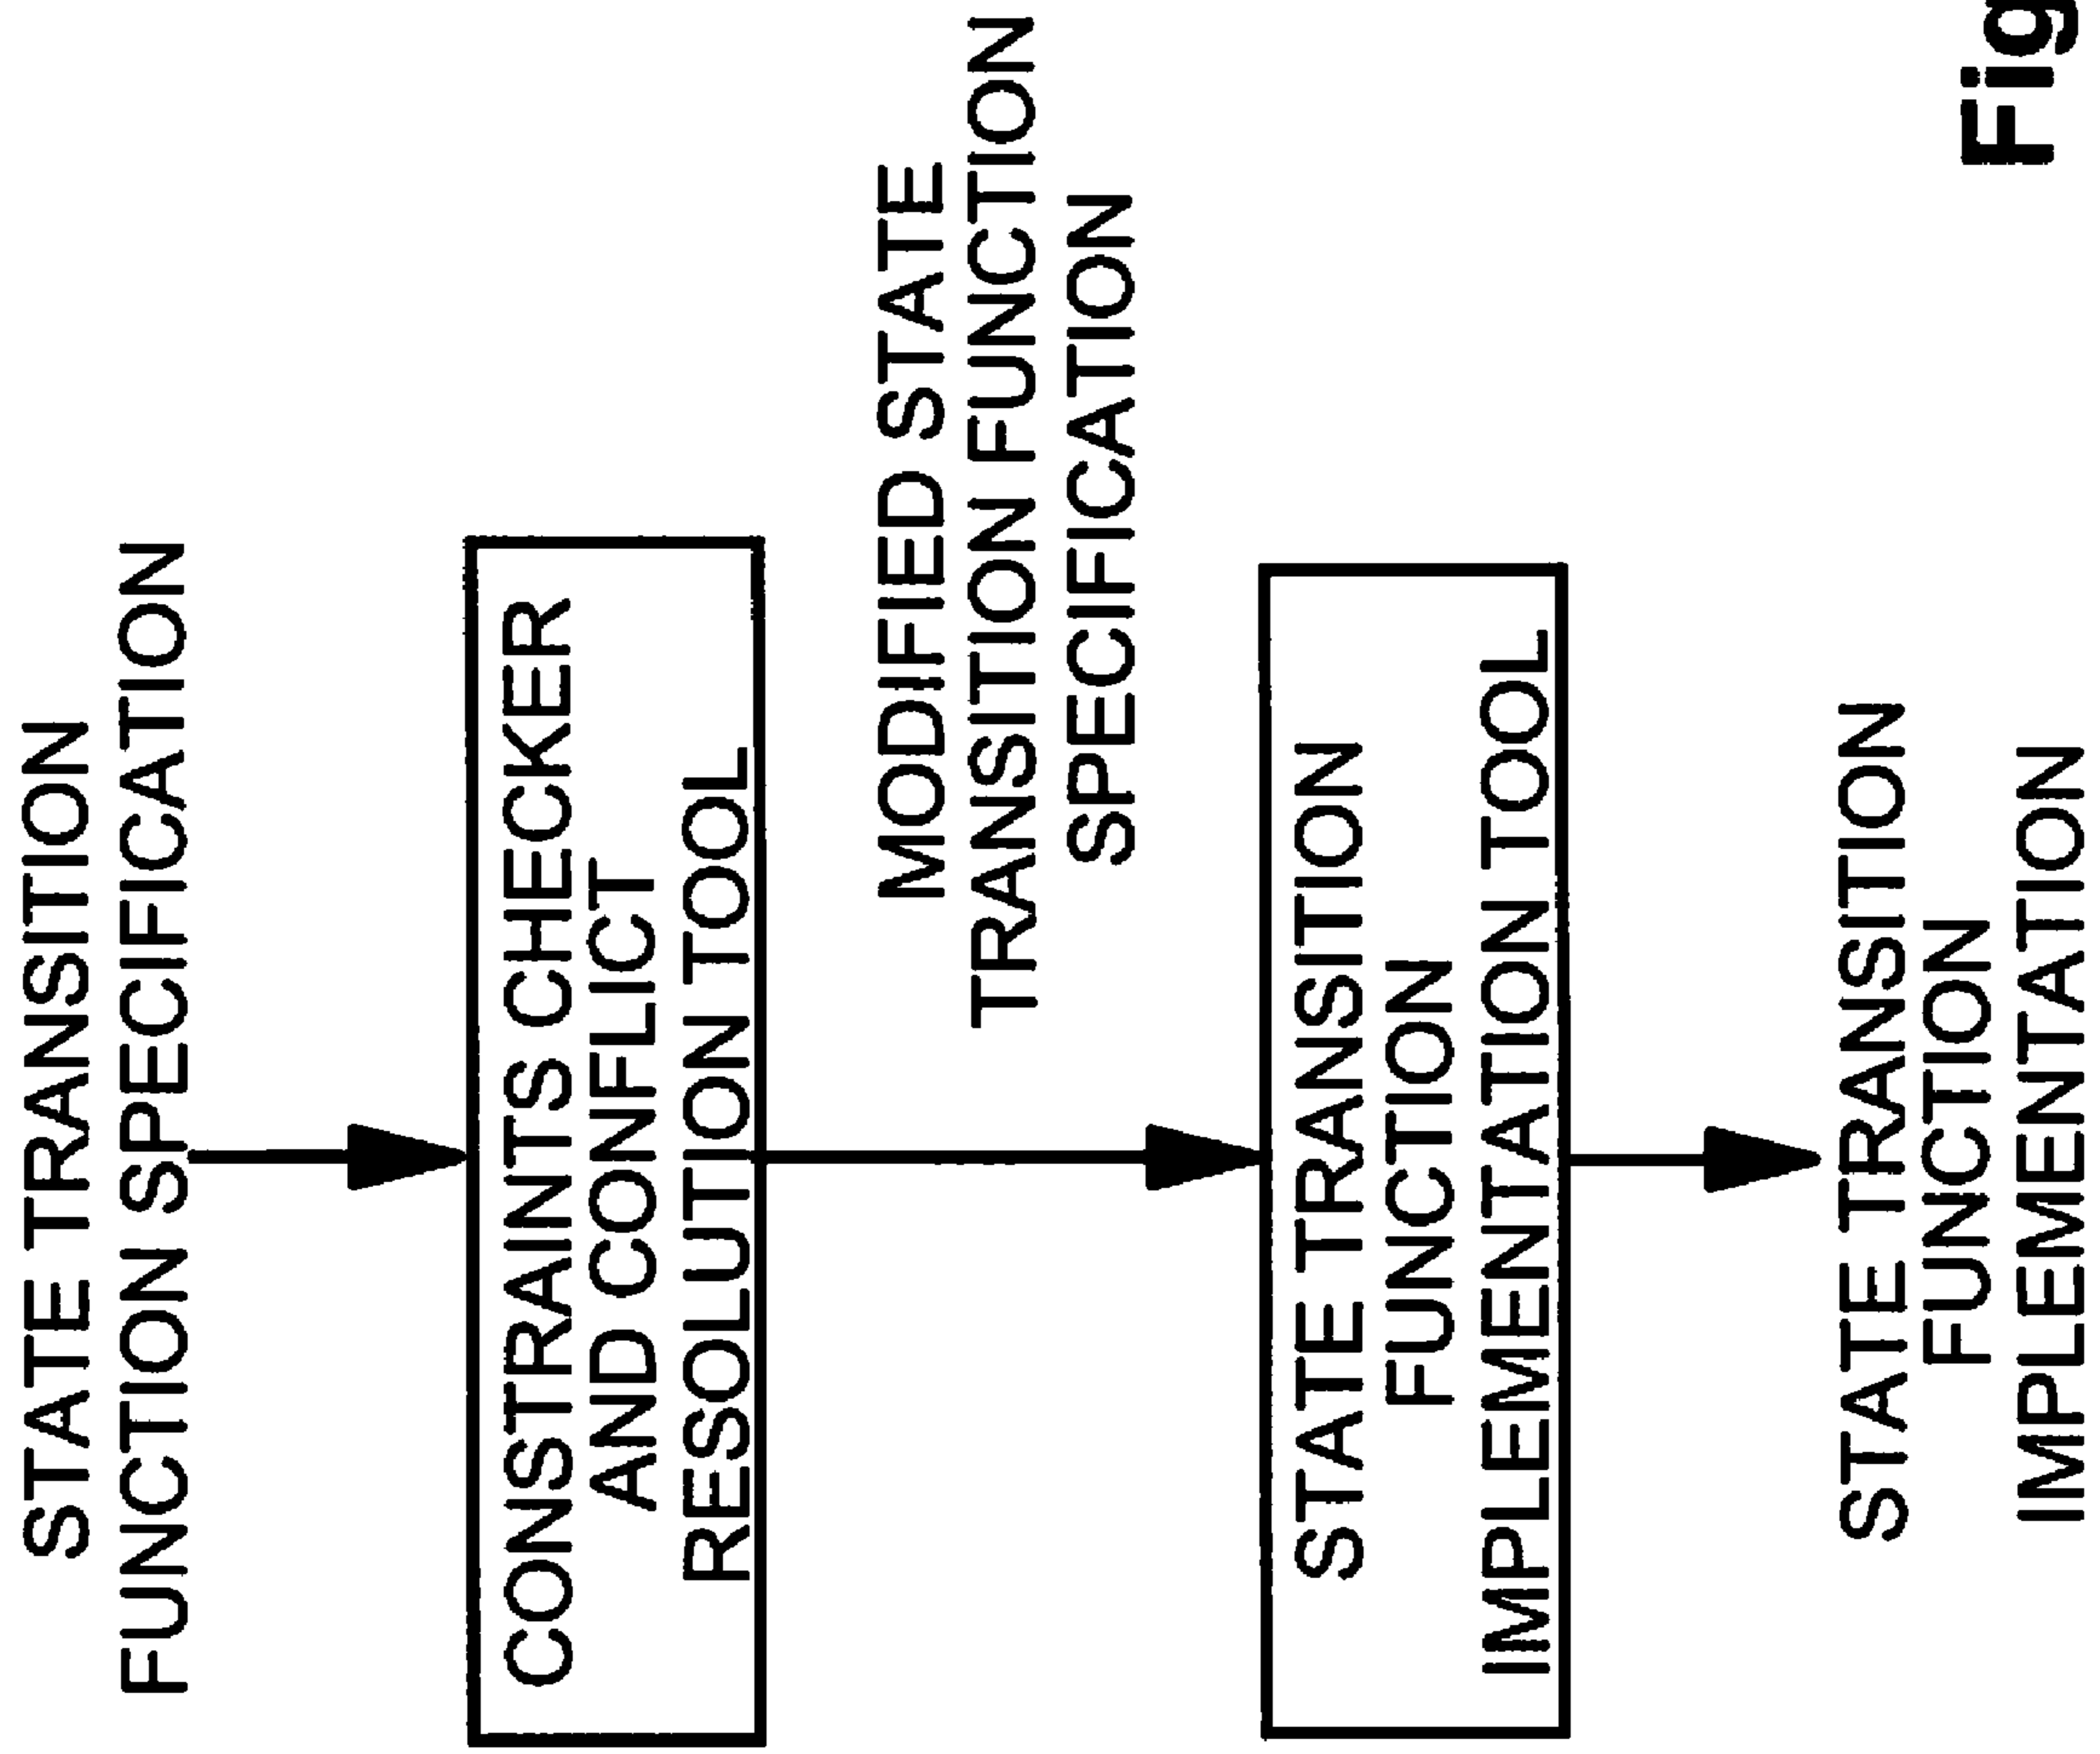 STATE TRANSITION
FUNCTION SPECIFICATION
CONSTRAINTS CHECKER
AND CONFLICT
RESOLUTION TOOL
MODIFIED STATE
TRANSITION FUNCTION
SPECIFICATION
STATE TRANSITION
FUNCTION
IMPLEMENTATION TOOL
STATE TRANSITION
FUNCTION
IMPLEMENTATION
Fig